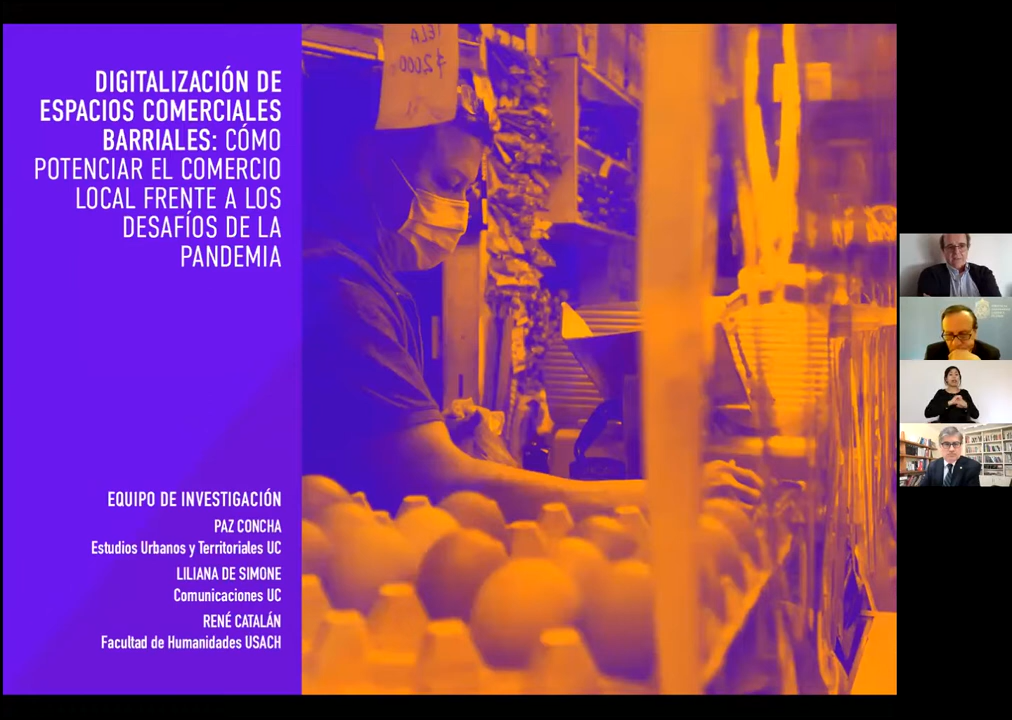 DIGITALIZACIÓN DE
ESPACIOS COMERCIALES
BARRIALES: CÓMO
POTENCIAR EL COMERCIO
LOCAL FRENTE A LOS
DESAFÍOS DE LA
PANDEMIA
EQUIPO DE INVESTIGACIÓN
PAZ CONCHA
Estudios Urbanos y Territoriales UC
LILIANA DE SIMONE
Comunicaciones UC
RENÉ CATALÁN
Facultad de Humanidades USACH